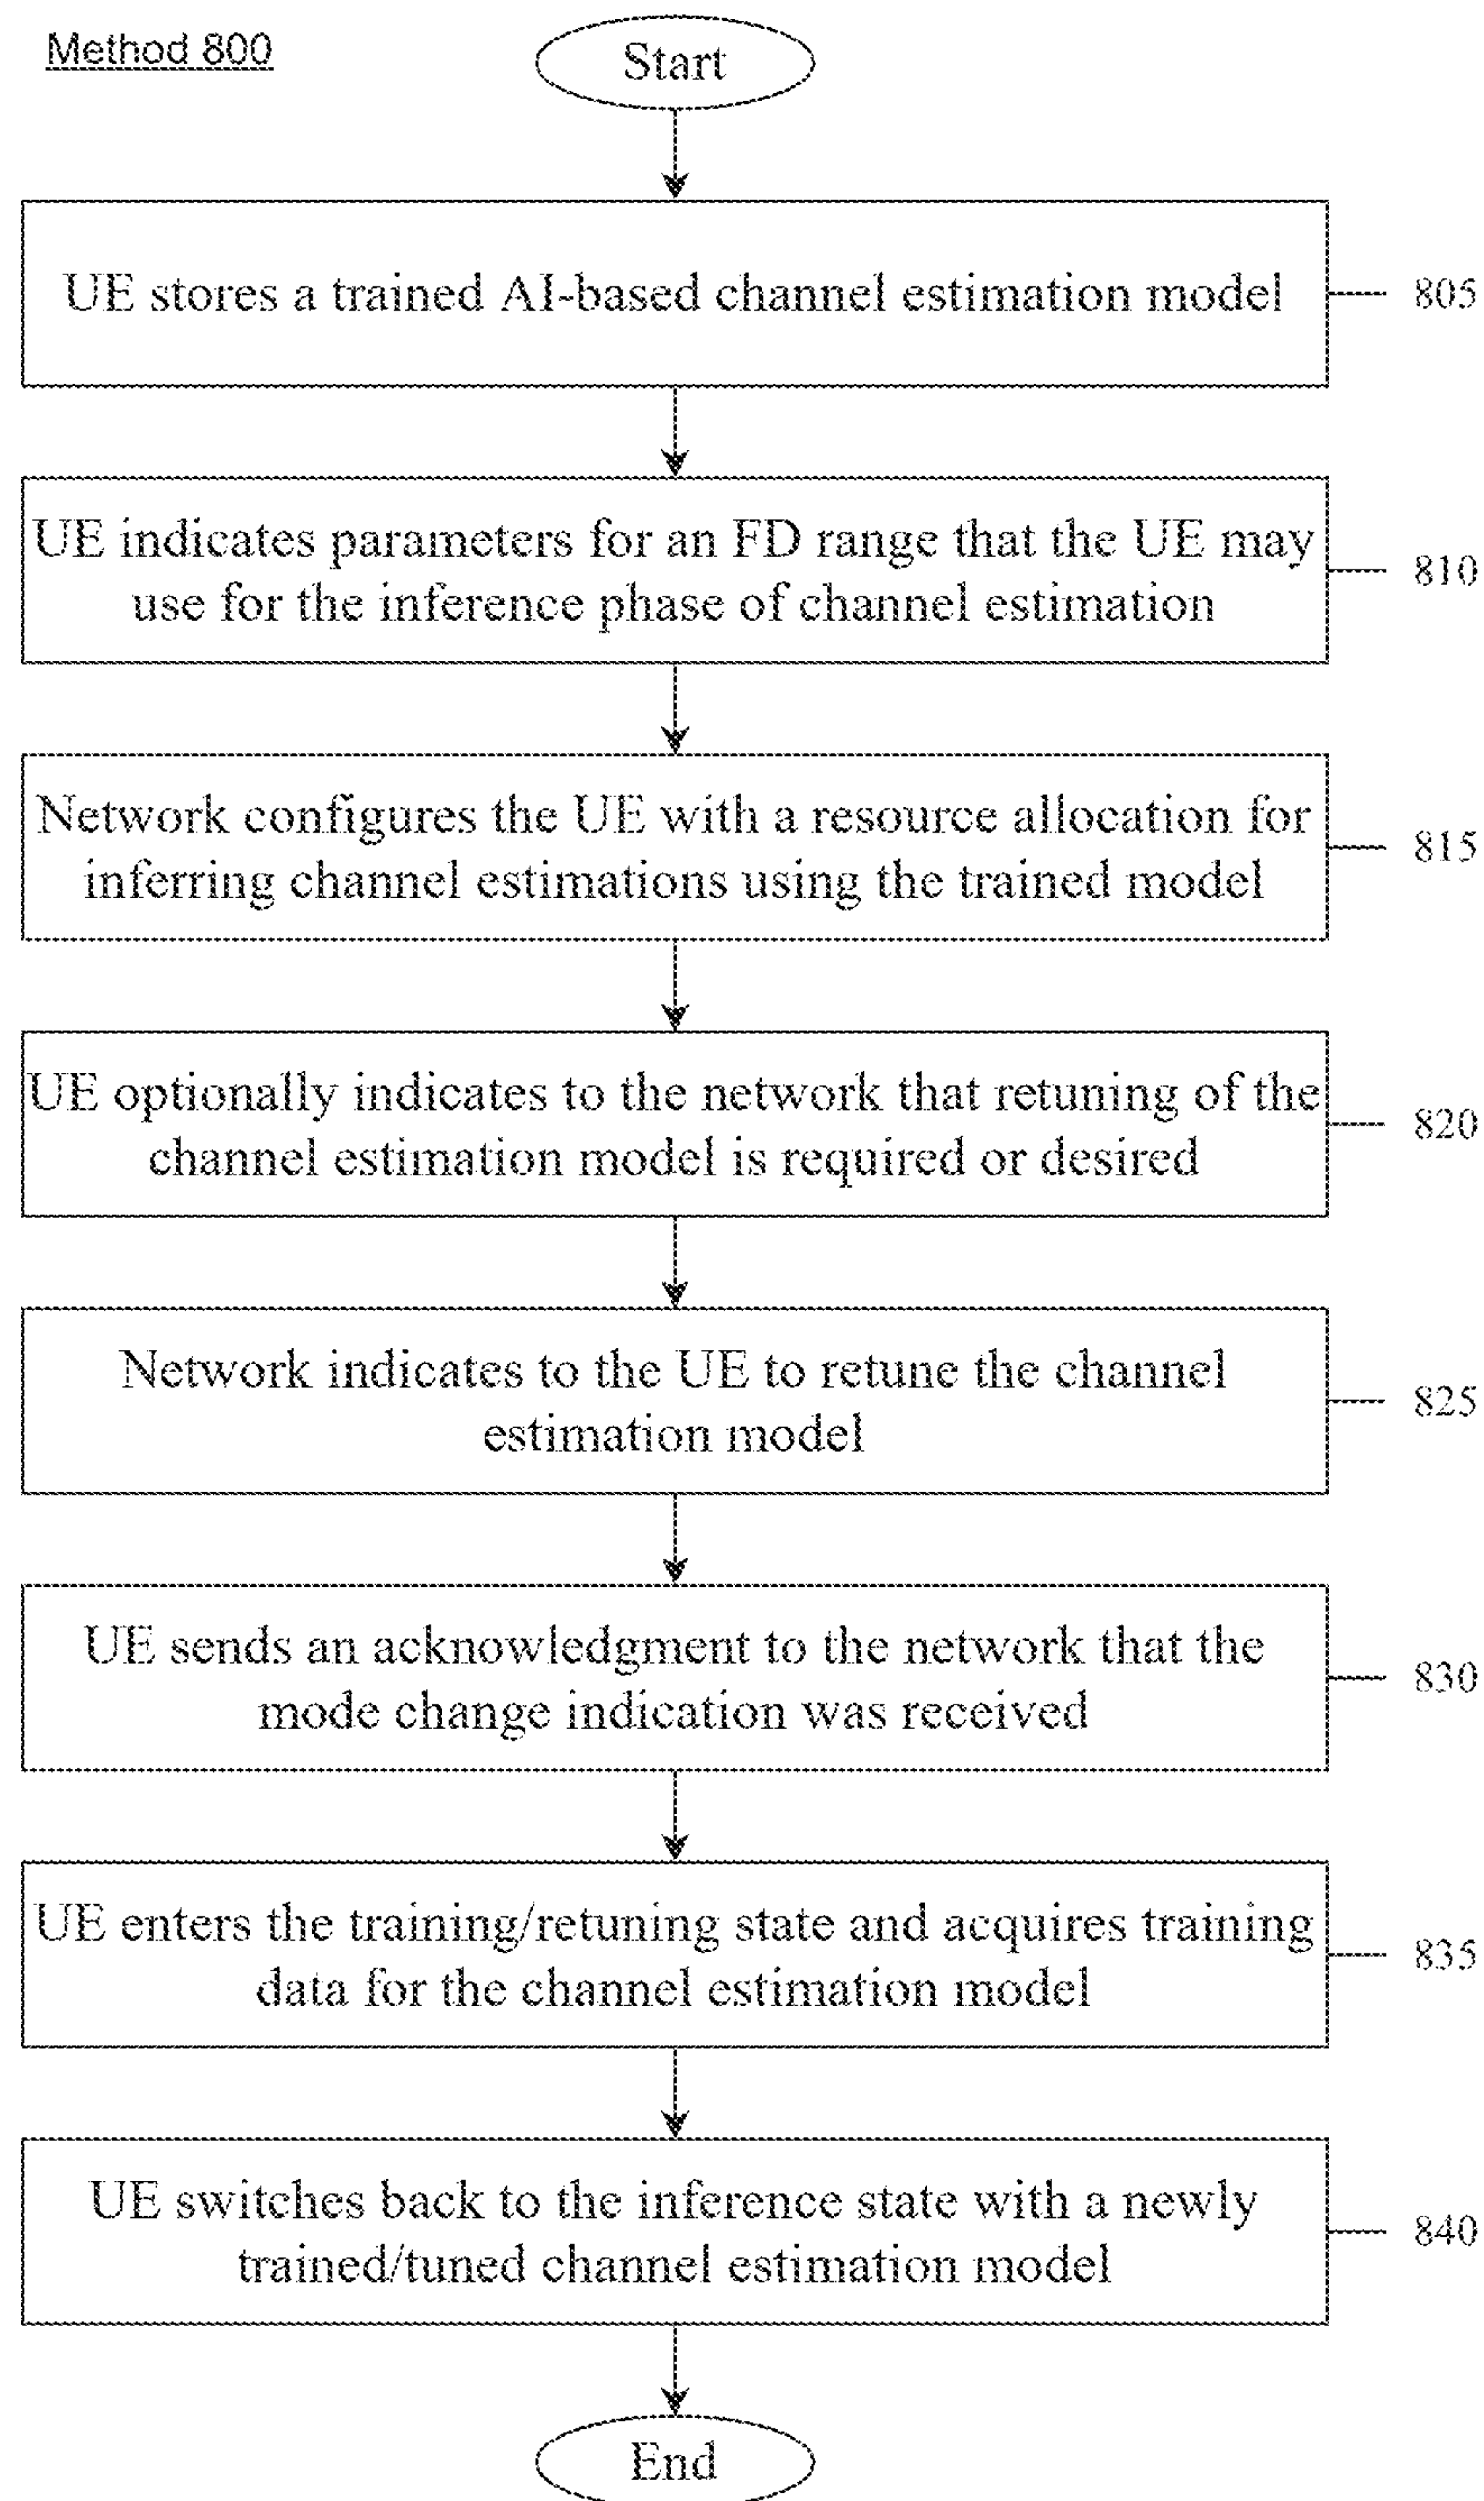 Method 800
Start
UE stores a trained AI-based channel estimation model
805
UE indicates parameters for an FD range that the UE may
use for the inference phase of channel estimation
810
Network configures the UE with a resource allocation for
inferring channel estimations using the trained model
815
UE optionally indicates to the network that retuning of the
channel estimation model is required or desired
820
Network indicates to the UE to retune the channel
estimation model
825
UE sends an acknowledgment to the network that the
mode change indication was received
830
UE enters the training/retuning state and acquires training
data for the channel estimation model
835
UE switches back to the inference state with a newly
trained/tuned channel estimation model
840
End